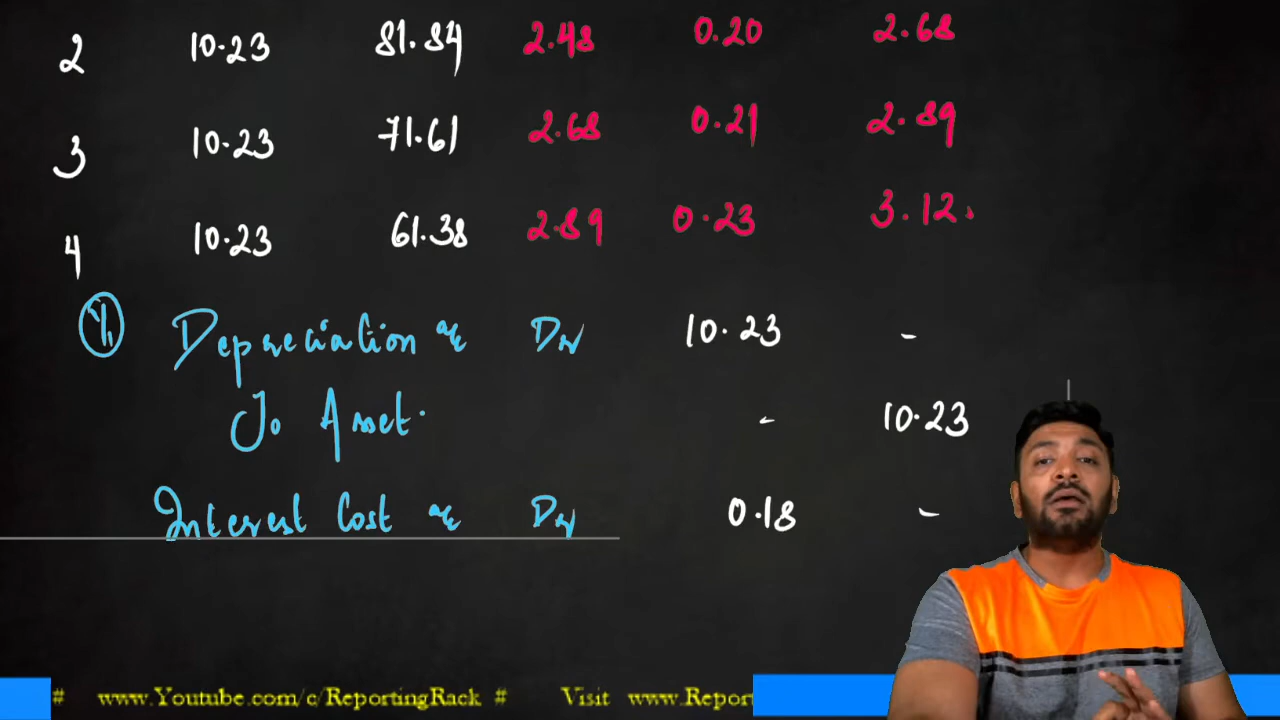 2 10.23 81.84 2.48 0.20 2.68
3 10.23 71.61 2.68 0.21 2.89
4 10.23 61.38 2.89 0.23 3.12
Y1 Depreciation a/c Dr 10.23 -
To Asset. - 10.23
Interest Cost a/c Dr 0.18 -
# www.Youtube.com/c/ReportingRack # Visit www.Repor